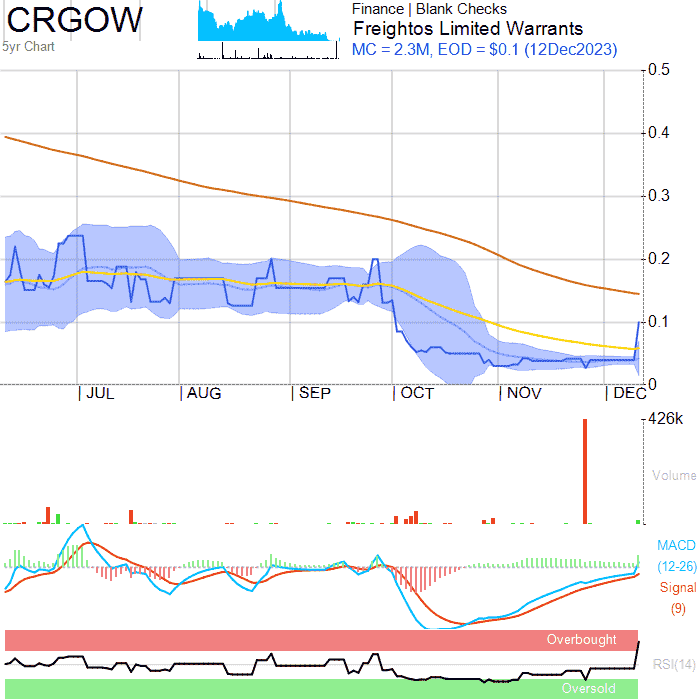 CRGOW
5yr Chart
Finance | Blank Checks
Freightos Limited Warrants
MC = 2.3M, EOD = $0.1 (12Dec2023)
0.5
0.4
0.3
0.2
0.1
0
JUL
AUG
SEP
OCT
NOV
DEC
426k
Volume
MACD
(12-26)
Signal
(9)
Overbought
RSI(14)
Oversold